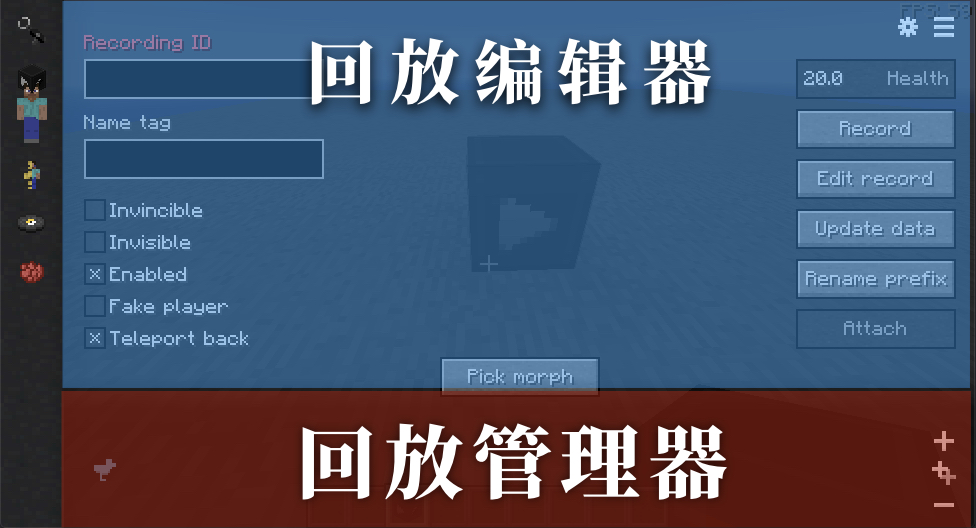 FPS: 59
Recording ID
回放编辑器
20.0 Health
Record
Name tag
Edit record
Invincible
Update data
Invisible
Enabled
Rename prefix
Fake player
Attach
Teleport back
Pick morph
回放管理器